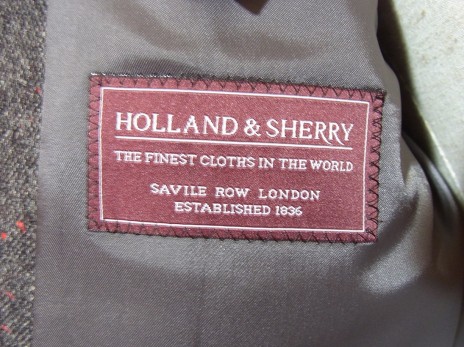 HOLLAND & SHERRY
THE FINEST CLOTHS IN THE WORLD
SAVILE ROW LONDON
ESTABLISHED 1836